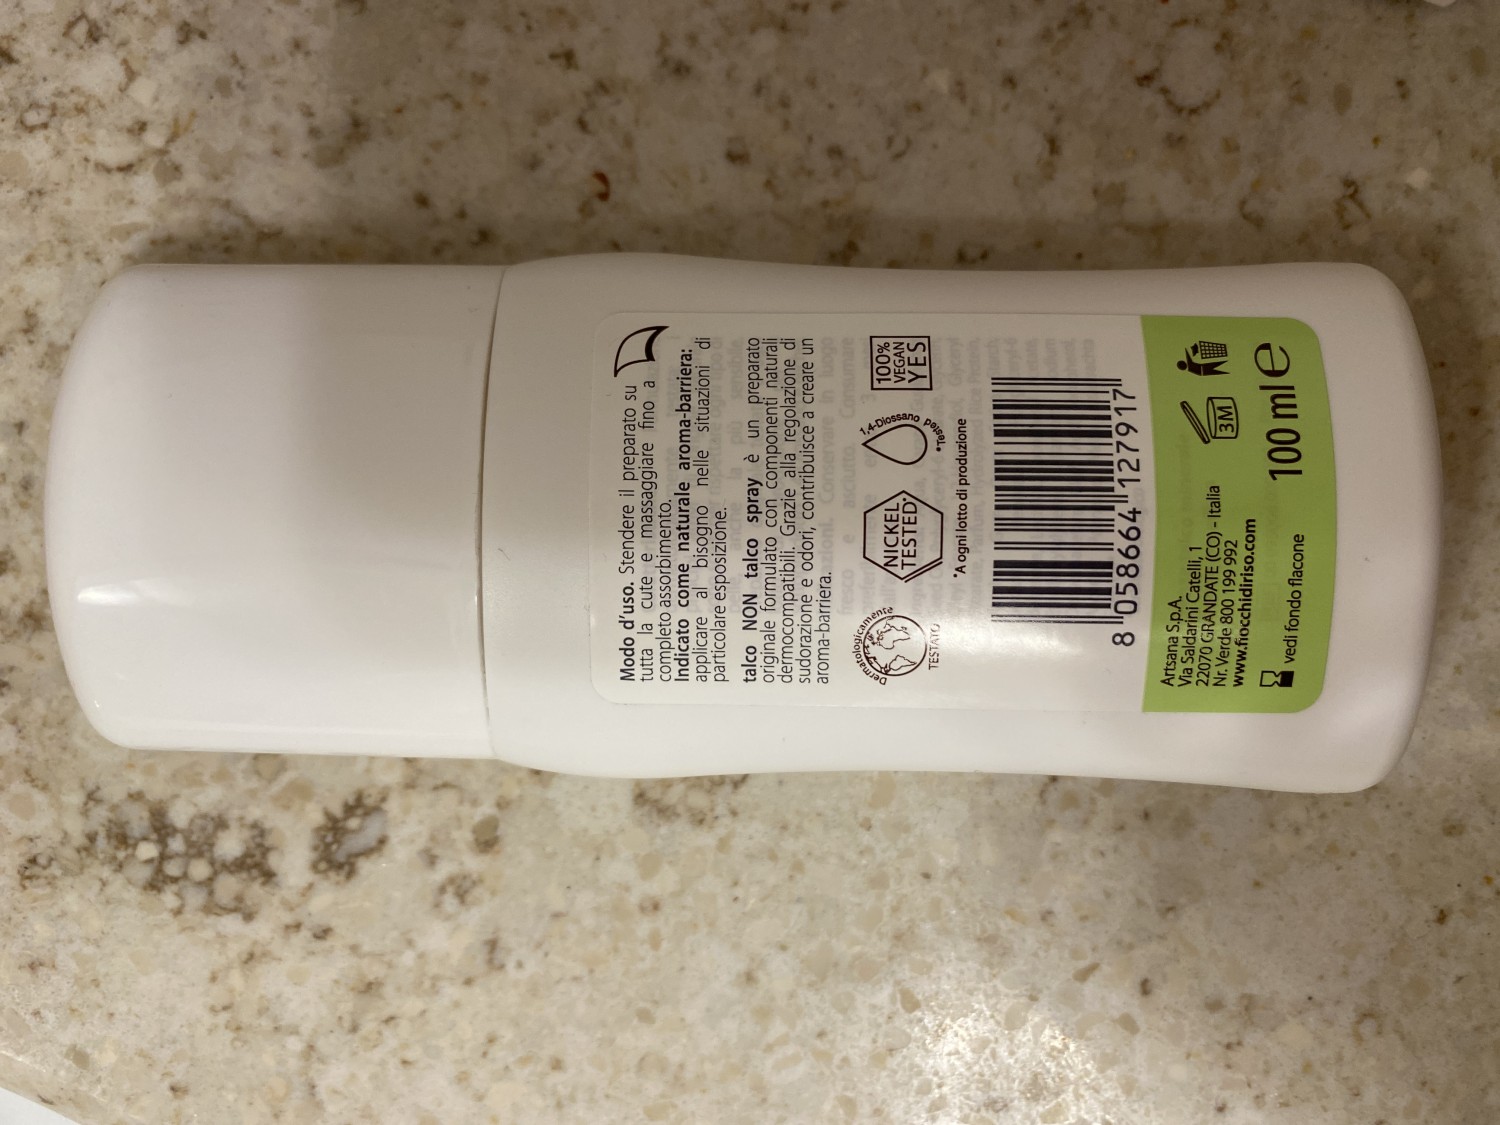 Modo d'uso. Stendere il preparato su
tutta la cute e massaggiare fino a
completo assorbimento.
Indicato come naturale aroma-barriera:
applicare al bisogno nelle situazioni di
particolare esposizione.
talco NON talco spray è un preparato
originale formulato con componenti naturali
dermocompatibili. Grazie alla regolazione di
sudorazione e odori, contribuisce a creare un
aroma-barriera.
Dermatologicamente
TESTATO
NICKEL
TESTED*
1,4-Diossano
Tested*
100%
VEGAN
YES
*A ogni lotto di produzione
8 058664 127917
Artsana S.p.A.
Via Saldarini Catelli, 1
22070 GRANDATE (CO) - Italia
Nr. Verde 800 199 992
www.fiocchidiriso.com
vedi fondo flacone
3M
100 ml e